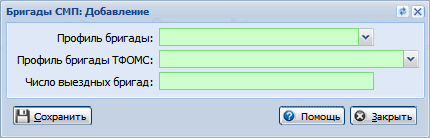 Бригады СМП: Добавление
Профиль бригады:
Профиль бригады ТФОМС:
Число выездных бригад:
Сохранить Помощь Закрыть